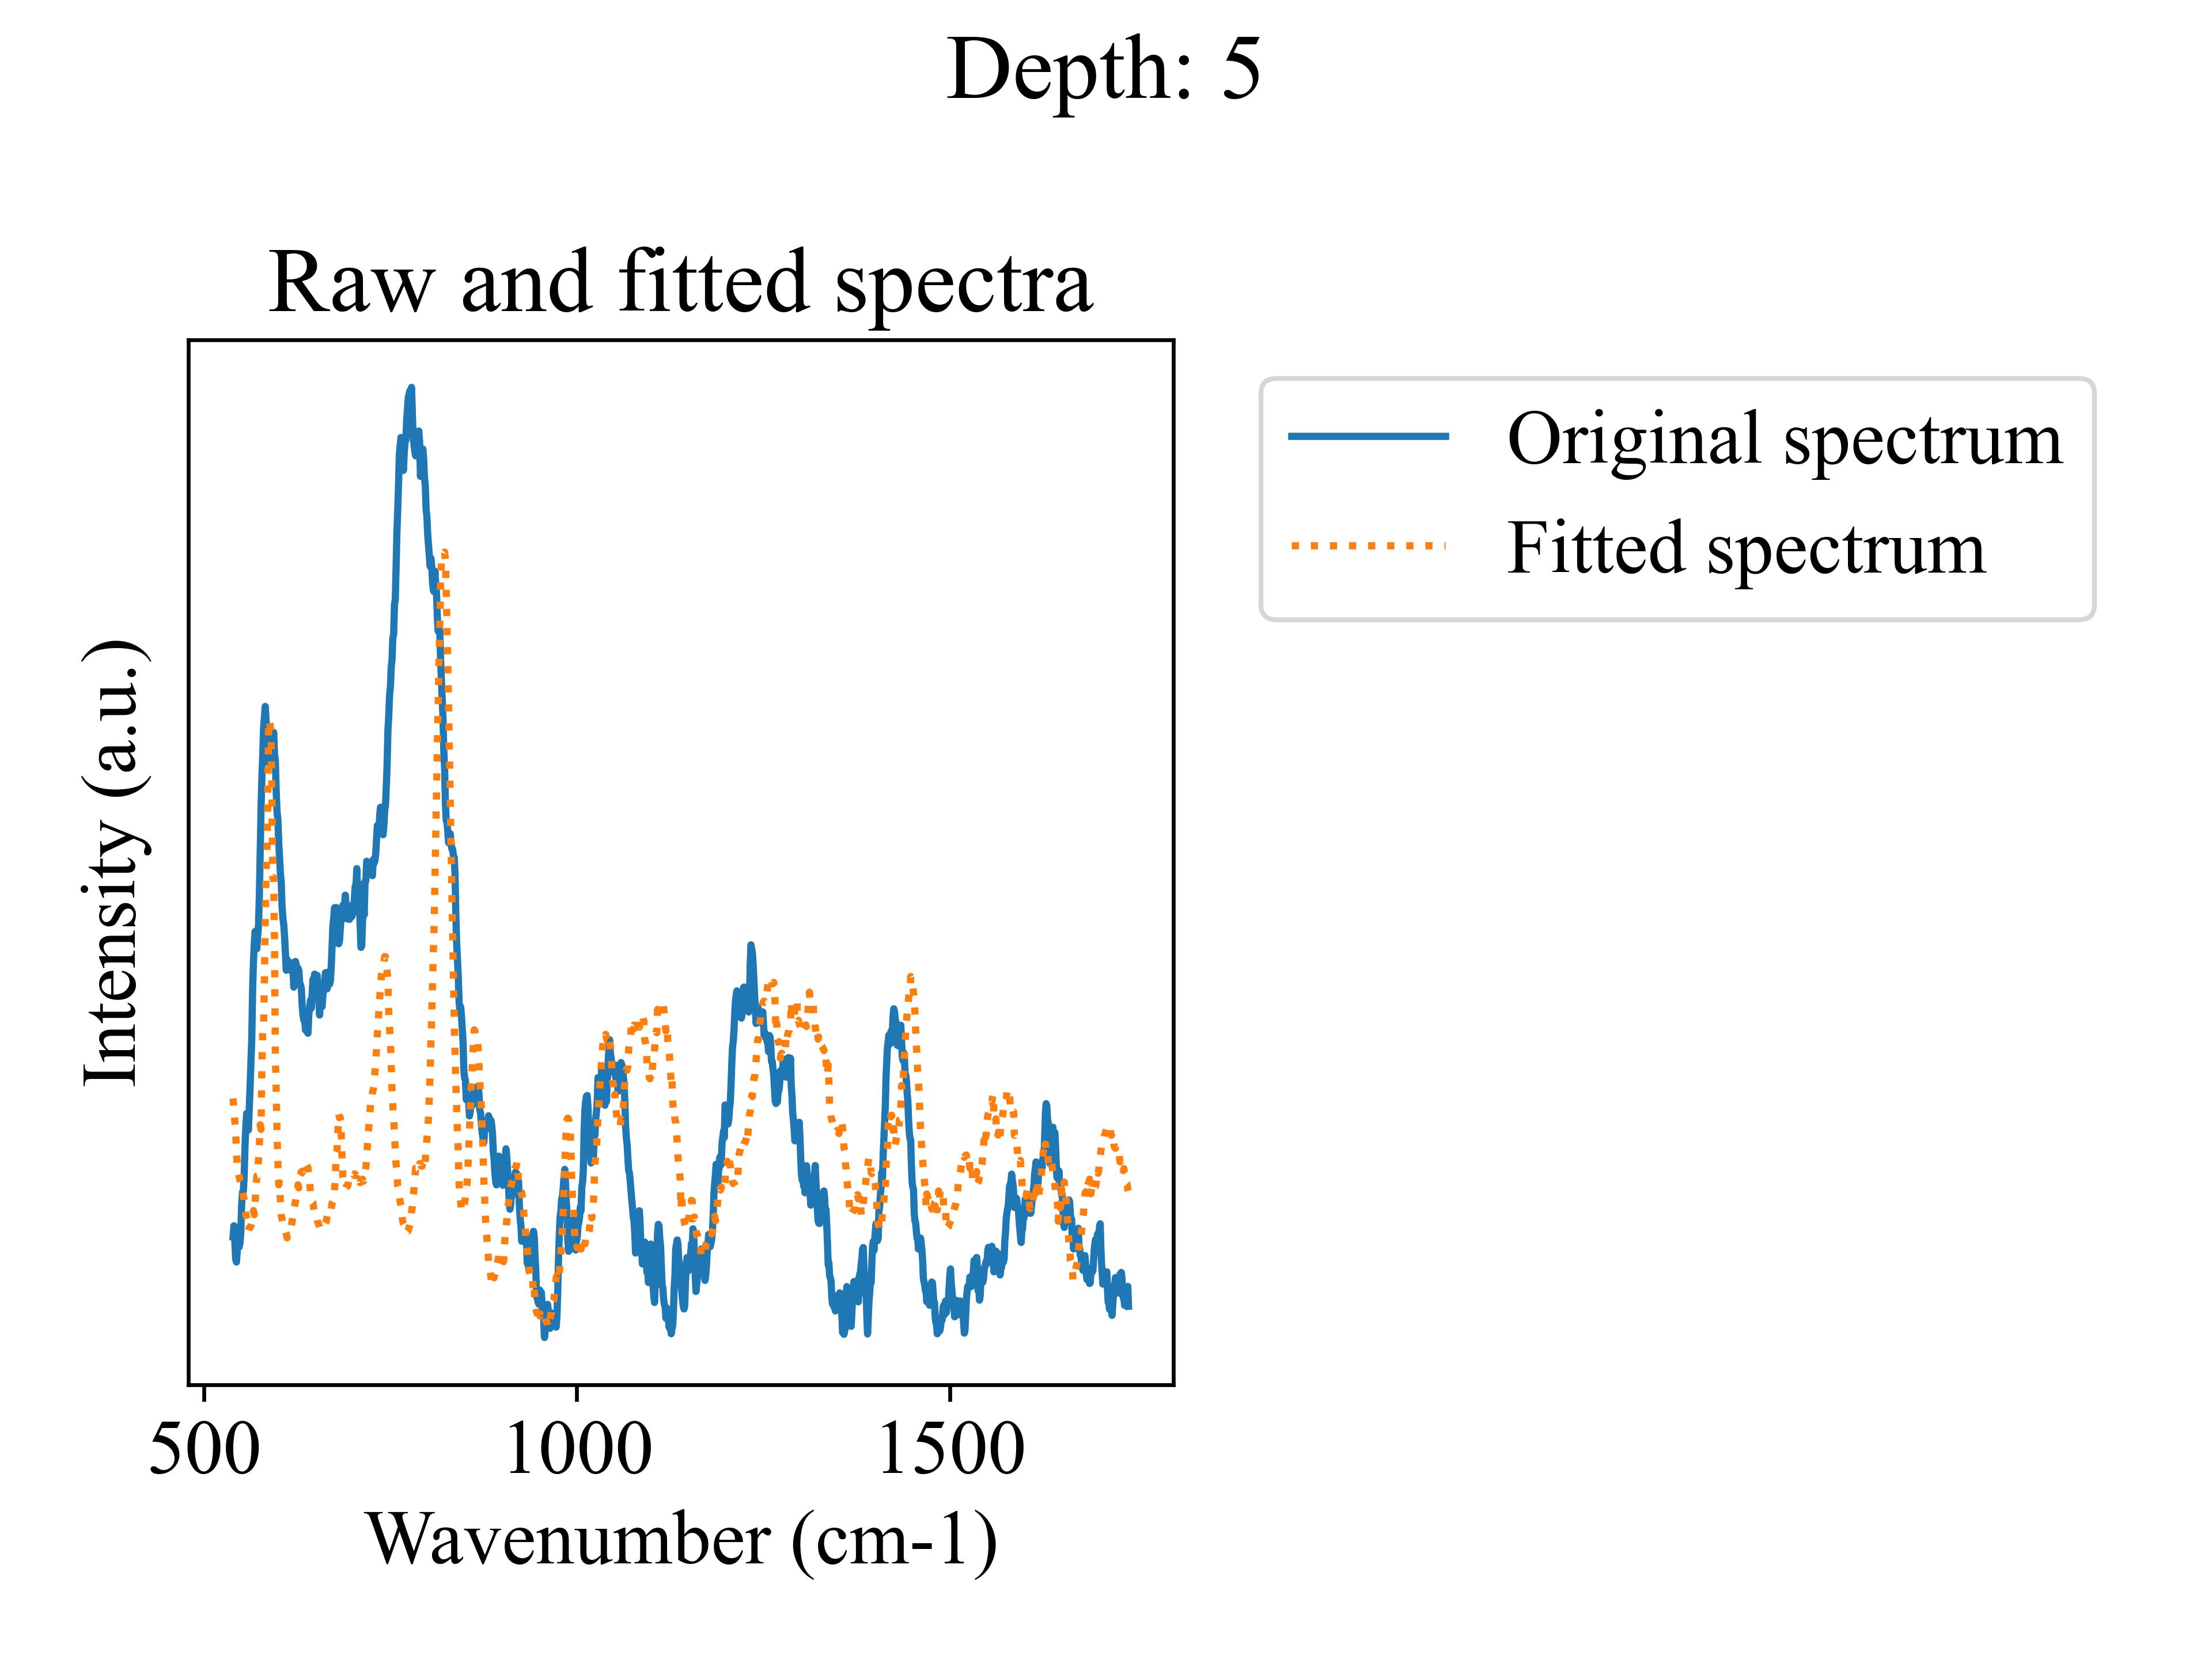 Depth: 5
Raw and fitted spectra
Original spectrum
Fitted spectrum
Intensity (a.u.)
500 1000 1500
Wavenumber (cm-1)